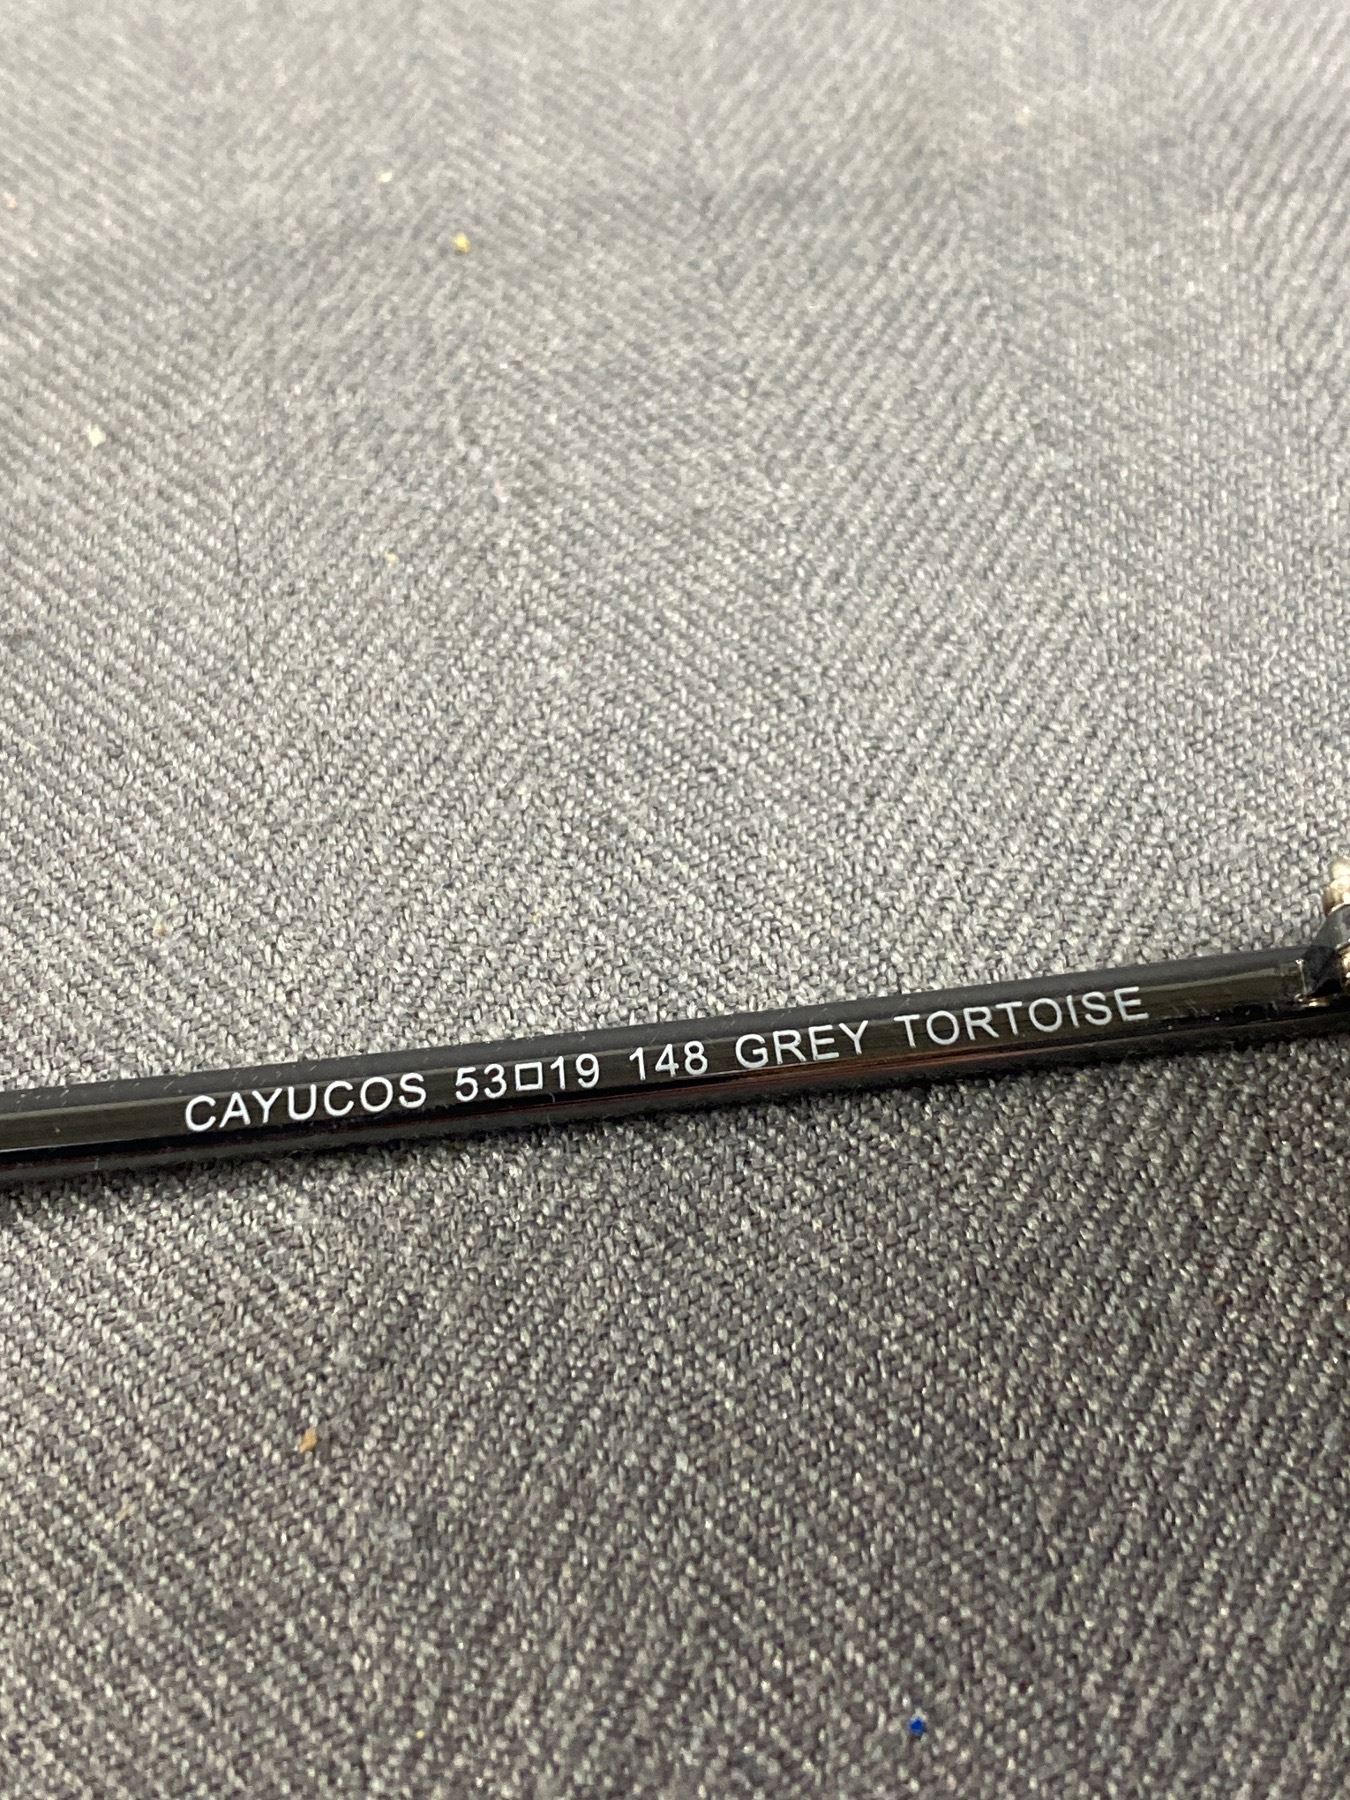 CAYUCOS 53□19 148 GREY TORTOISE